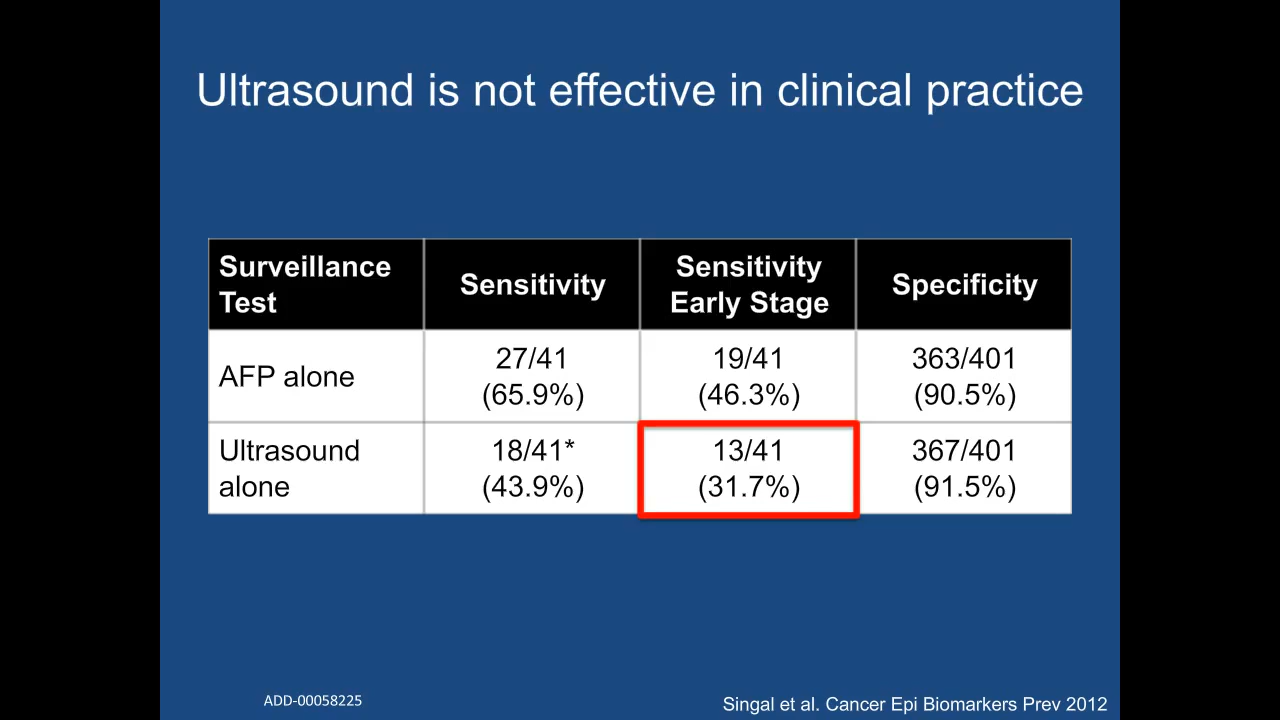 Ultrasound is not effective in clinical practice
Surveillance
Test
Sensitivity
Sensitivity
Early Stage
Specificity
AFP alone
27/41
(65.9%)
19/41
(46.3%)
363/401
(90.5%)
Ultrasound
alone
18/41*
(43.9%)
13/41
(31.7%)
367/401
(91.5%)
ADD-00058225
Singal et al. Cancer Epi Biomarkers Prev 2012